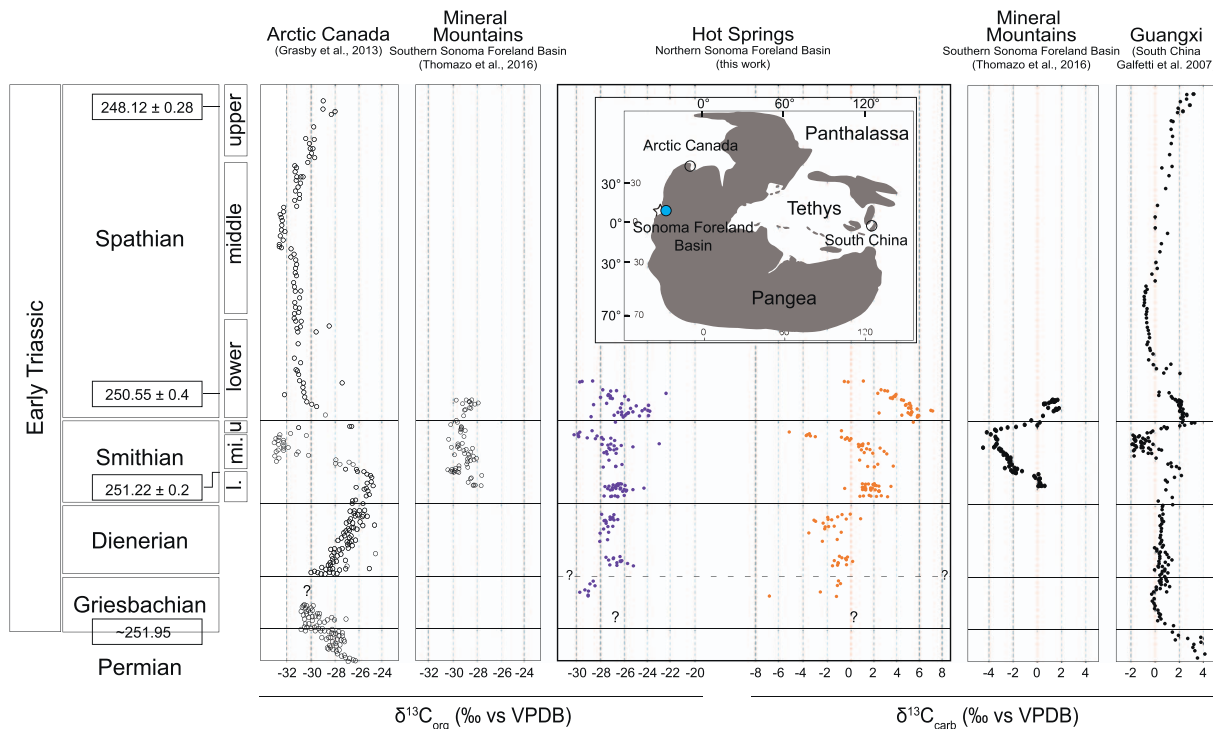 Arctic Canada
(Grasby et al., 2013)
Mineral
Mountains
Southern Sonoma Foreland Basin
(Thomazo et al., 2016)
Hot Springs
Northern Sonoma Foreland Basin
(this work)
Mineral
Mountains
Southern Sonoma Foreland Basin
(Thomazo et al., 2016)
Guangxi
(South China
Galfetti et al. 2007)
Early Triassic
248.12 ± 0.28
Spathian
250.55 ± 0.4
Smithian
251.22 ± 0.2
Dienerian
Griesbachian
~251.95
Permian
upper
middle
lower
u
mi.
l.
?
0° 60° 120°
Panthalassa
Arctic Canada
30° 30
Tethys
0° 0
Sonoma Foreland
Basin
South China
30° 30
Pangea
70° 70
0 60 120
? ?
? ?
-32 -30 -28 -26 -24
-32 -30 -28 -26 -24
-30 -28 -26 -24 -22 -20
-8 -6 -4 -2 0 2 4 6 8
-4 -2 0 2 4
-2 0 2 4
δ¹³Corg (‰ vs VPDB)
δ¹³Ccarb (‰ vs VPDB)